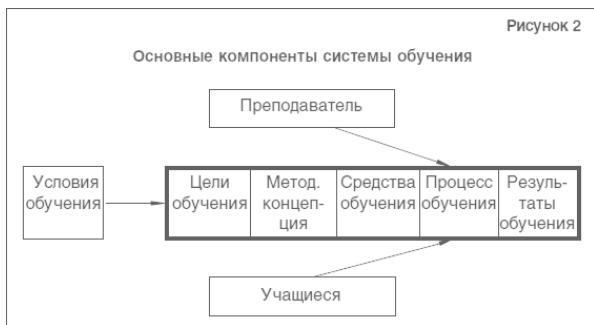 Рисунок 2
Основные компоненты системы обучения
Преподаватель
Условия
обучения
Цели
обучения
Метод.
концеп-
ция
Средства
обучения
Процесс
обучения
Резуль-
таты
обучения
Учащиеся